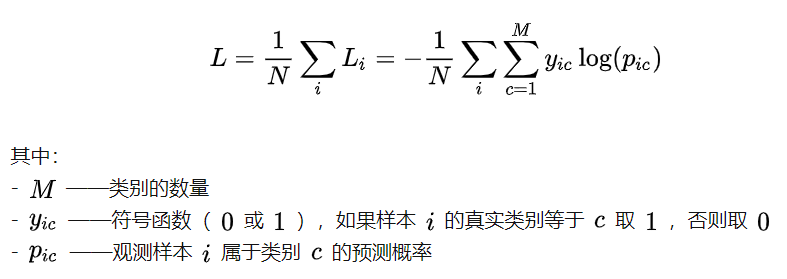 L = \frac{1}{N} \sum_{i} L_i = -\frac{1}{N} \sum_{i} \sum_{c=1}^{M} y_{ic} \log(p_{ic})
其中：
- M ——类别的数量
- y_{ic} ——符号函数（ 0 或 1 ），如果样本 i 的真实类别等于 c 取 1 ，否则取 0
- p_{ic} ——观测样本 i 属于类别 c 的预测概率